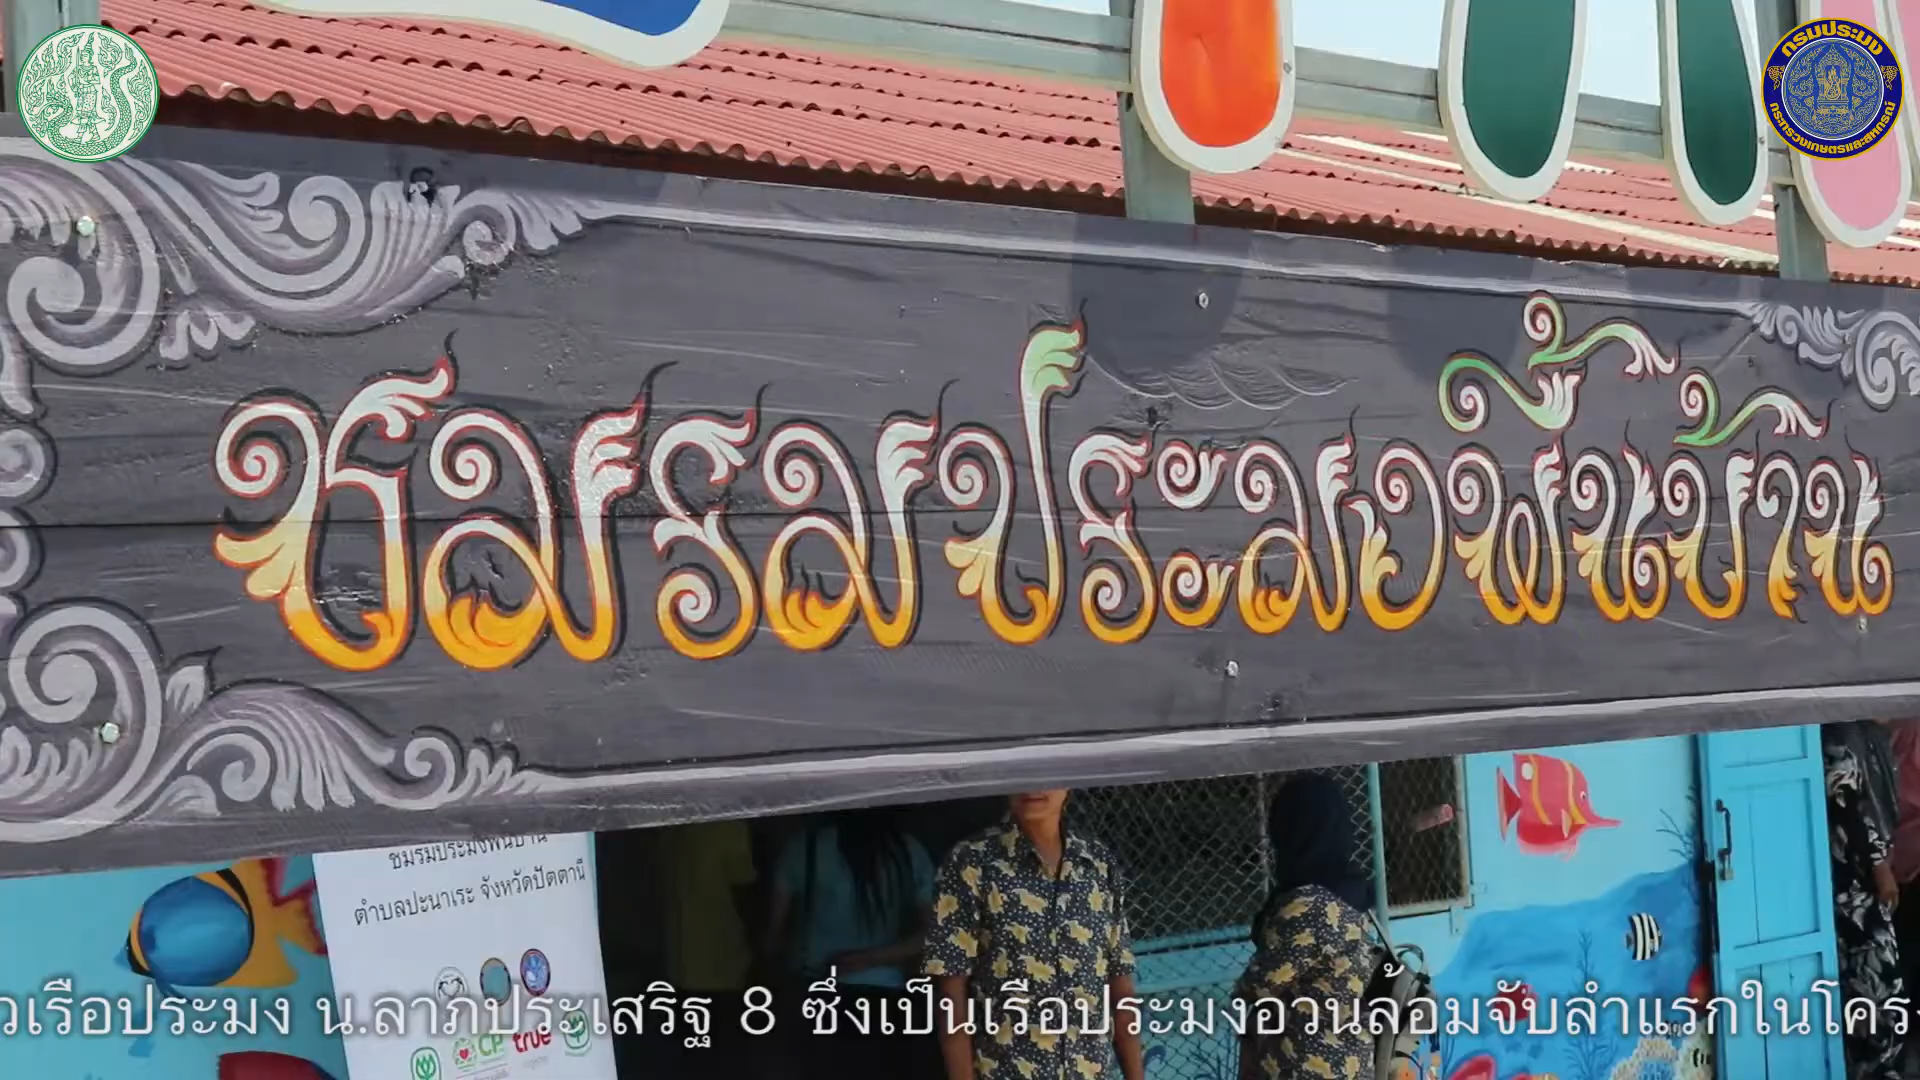 กรมประมง
กระทรวงเกษตรและสหกรณ์
ชมรมประมงพื้นบ้าน
ชมรมประมงพื้นบ้าน
ตำบลปะนาเระ จังหวัดปัตตานี
CP true
วเรือประมง น.ลาภประเสริฐ 8 ซึ่งเป็นเรือประมงอวนล้อมจับลำแรกในโครง